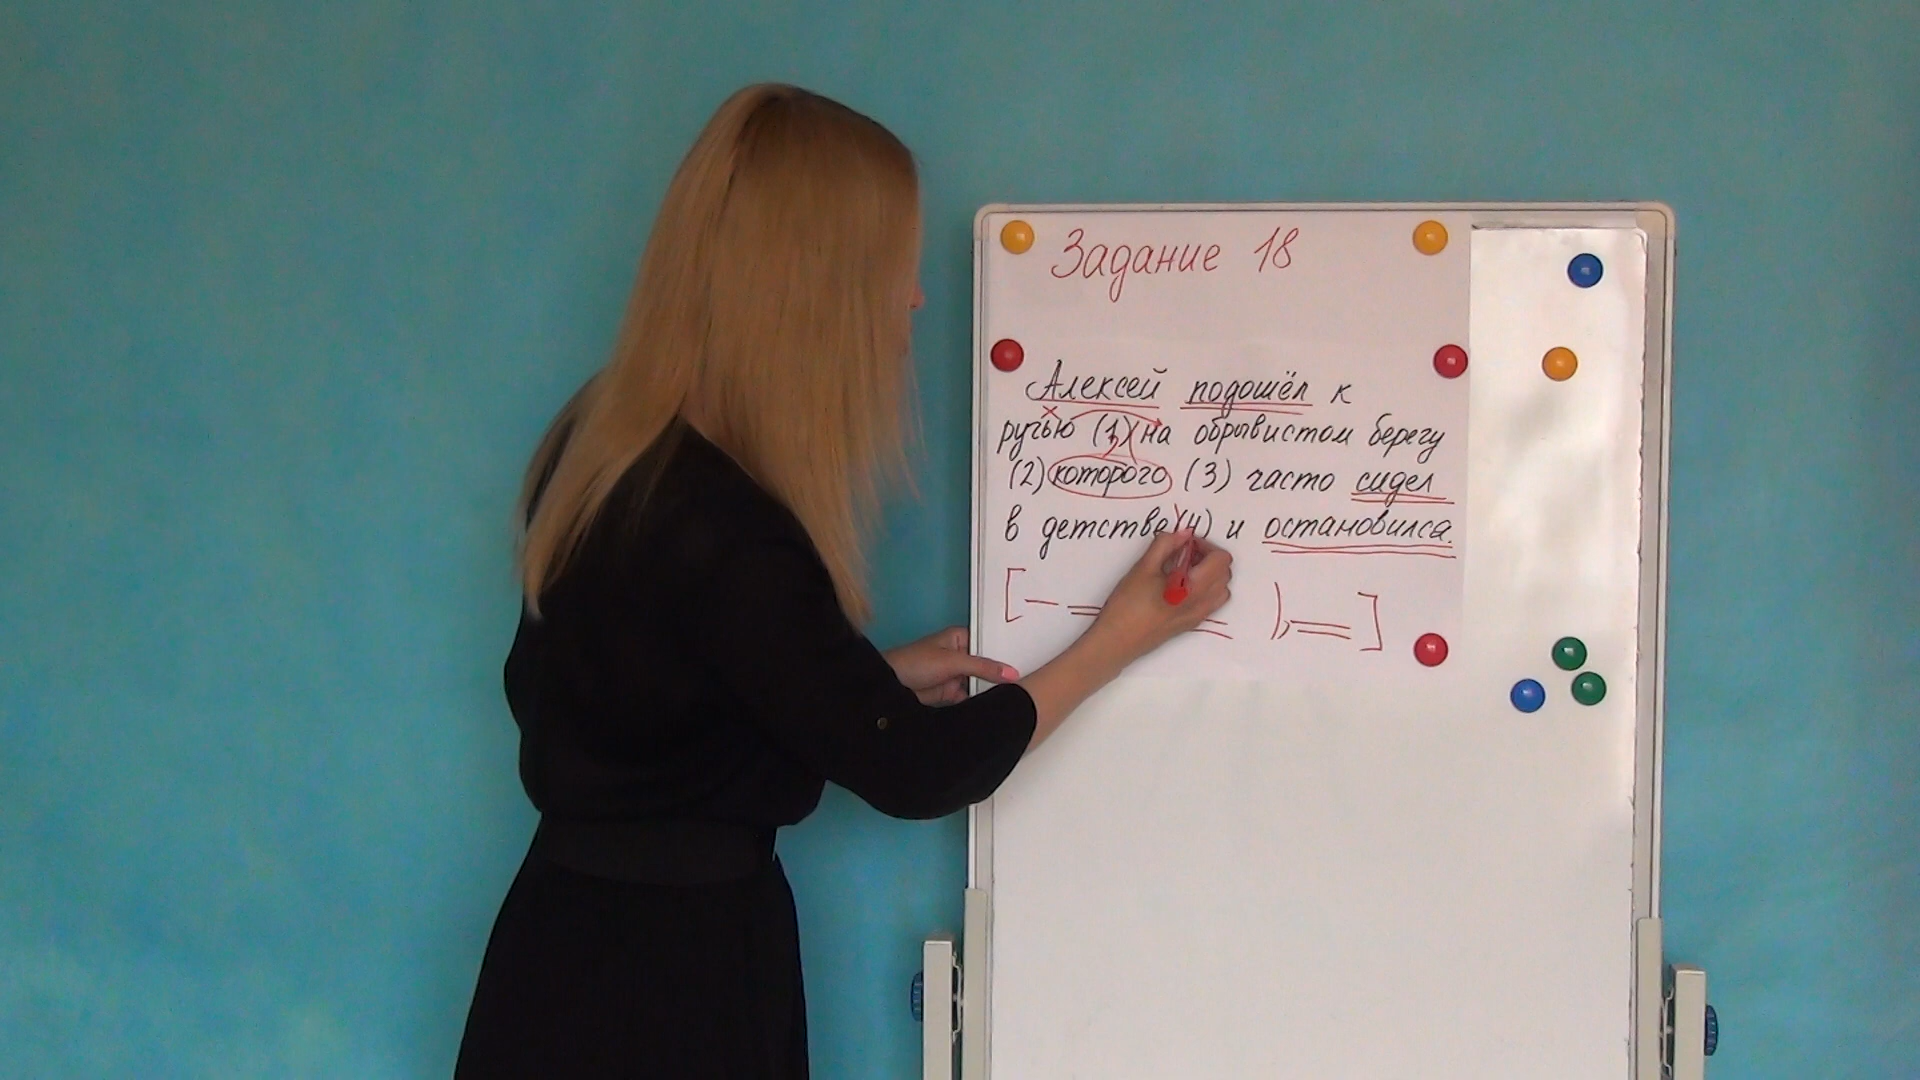 Задание 18
Алексей подошёл к
ручью (1) на обрывистом берегу
(2) которого (3) часто сидел
в детстве (4) и остановился.